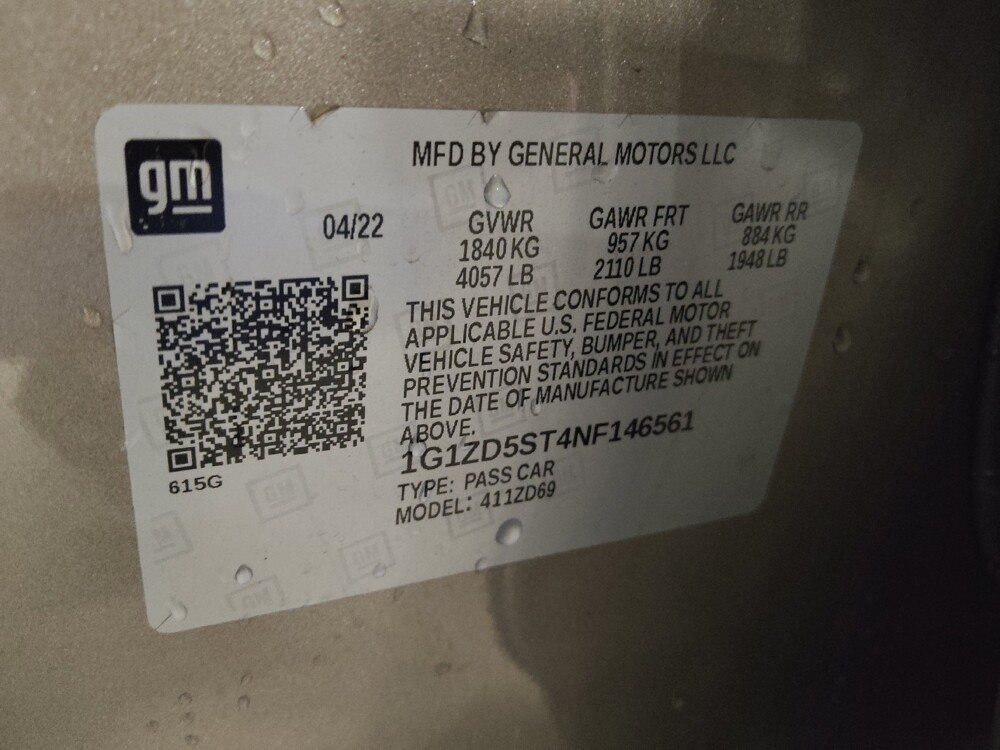 gm
MFD BY GENERAL MOTORS LLC
04/22 GVWR GAWR FRT GAWR RR
1840 KG 957 KG 884 KG
4057 LB 2110 LB 1948 LB
THIS VEHICLE CONFORMS TO ALL
APPLICABLE U.S. FEDERAL MOTOR
VEHICLE SAFETY, BUMPER, AND THEFT
PREVENTION STANDARDS IN EFFECT ON
THE DATE OF MANUFACTURE SHOWN
ABOVE.
1G1ZD5ST4NF146561
TYPE: PASS CAR
MODEL: 411ZD69
615G